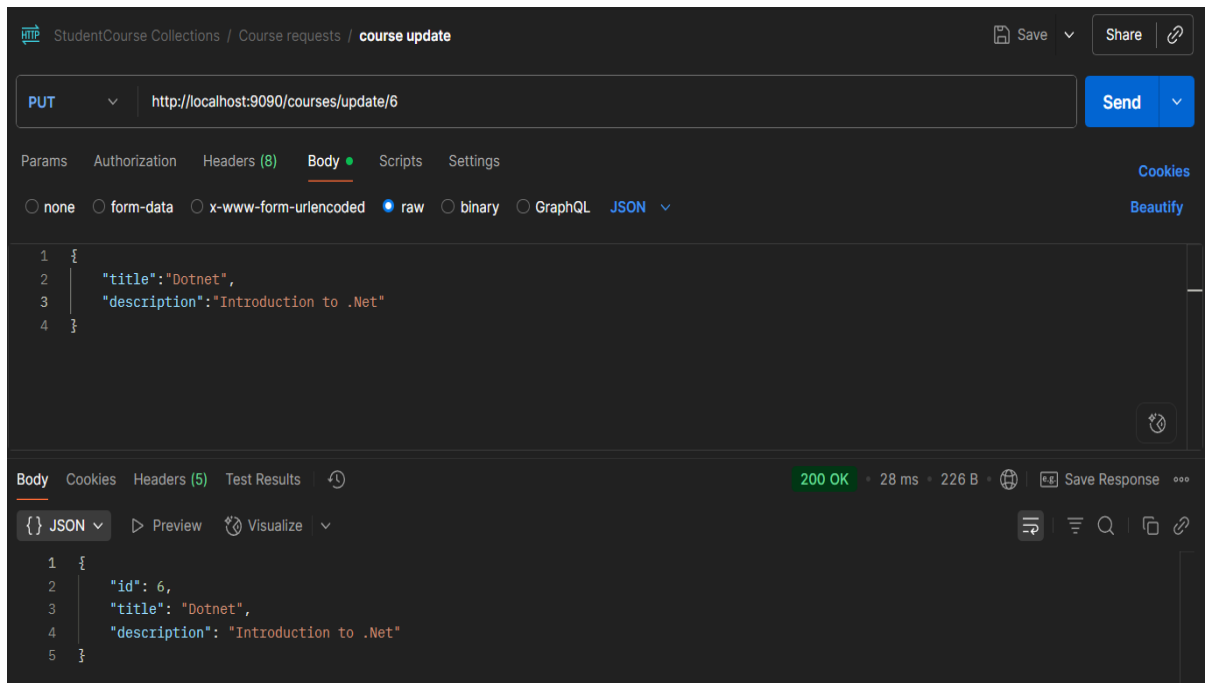 HTTP StudentCourse Collections / Course requests / course update Save Share
PUT http://localhost:9090/courses/update/6 Send
Params Authorization Headers (8) Body Scripts Settings Cookies
none form-data x-www-form-urlencoded raw binary GraphQL JSON Beautify
1 {
2 "title":"Dotnet",
3 "description":"Introduction to .Net"
4 }
Body Cookies Headers (5) Test Results 200 OK 28 ms 226 B e.g. Save Response
{} JSON Preview Visualize
1 {
2 "id": 6,
3 "title": "Dotnet",
4 "description": "Introduction to .Net"
5 }